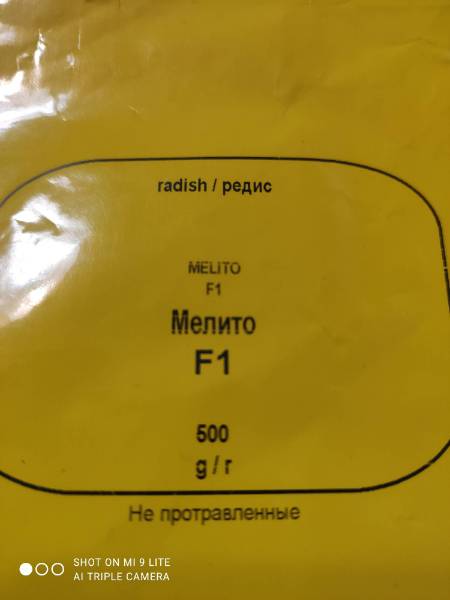 radish / редис
MELITO
F1
Мелито
F1
500
g / г
Не протравленные
SHOT ON MI 9 LITE
AI TRIPLE CAMERA